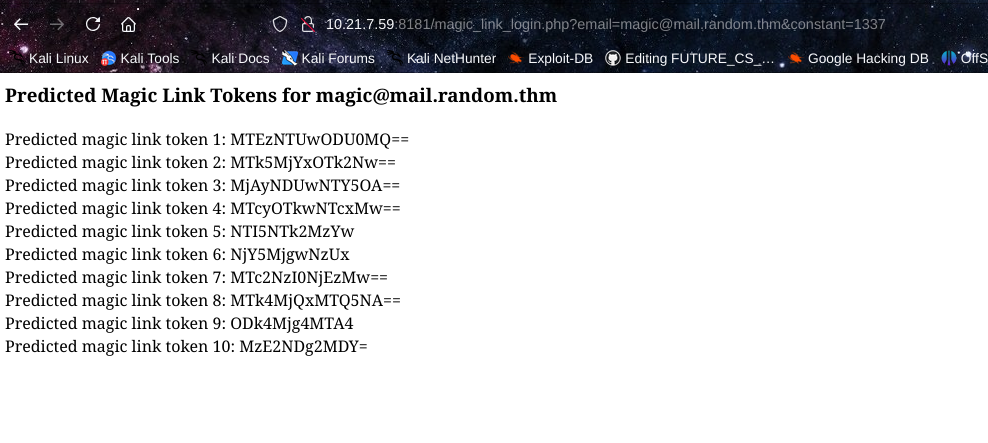 10.21.7.59:8181/magic_link_login.php?email=magic@mail.random.thm&constant=1337
Kali Linux Kali Tools Kali Docs Kali Forums Kali NetHunter Exploit-DB Editing FUTURE_CS_… Google Hacking DB OffS
Predicted Magic Link Tokens for magic@mail.random.thm
Predicted magic link token 1: MTEzNTUwODU0MQ==
Predicted magic link token 2: MTk5MjYxOTk2Nw==
Predicted magic link token 3: MjAyNDUwNTY5OA==
Predicted magic link token 4: MTcyOTkwNTcxMw==
Predicted magic link token 5: NTI5NTk2MzYw
Predicted magic link token 6: NjY5MjgwNzUx
Predicted magic link token 7: MTc2NzI0NjEzMw==
Predicted magic link token 8: MTk4MjQxMTQ5NA==
Predicted magic link token 9: ODk4Mjg4MTA4
Predicted magic link token 10: MzE2NDg2MDY=